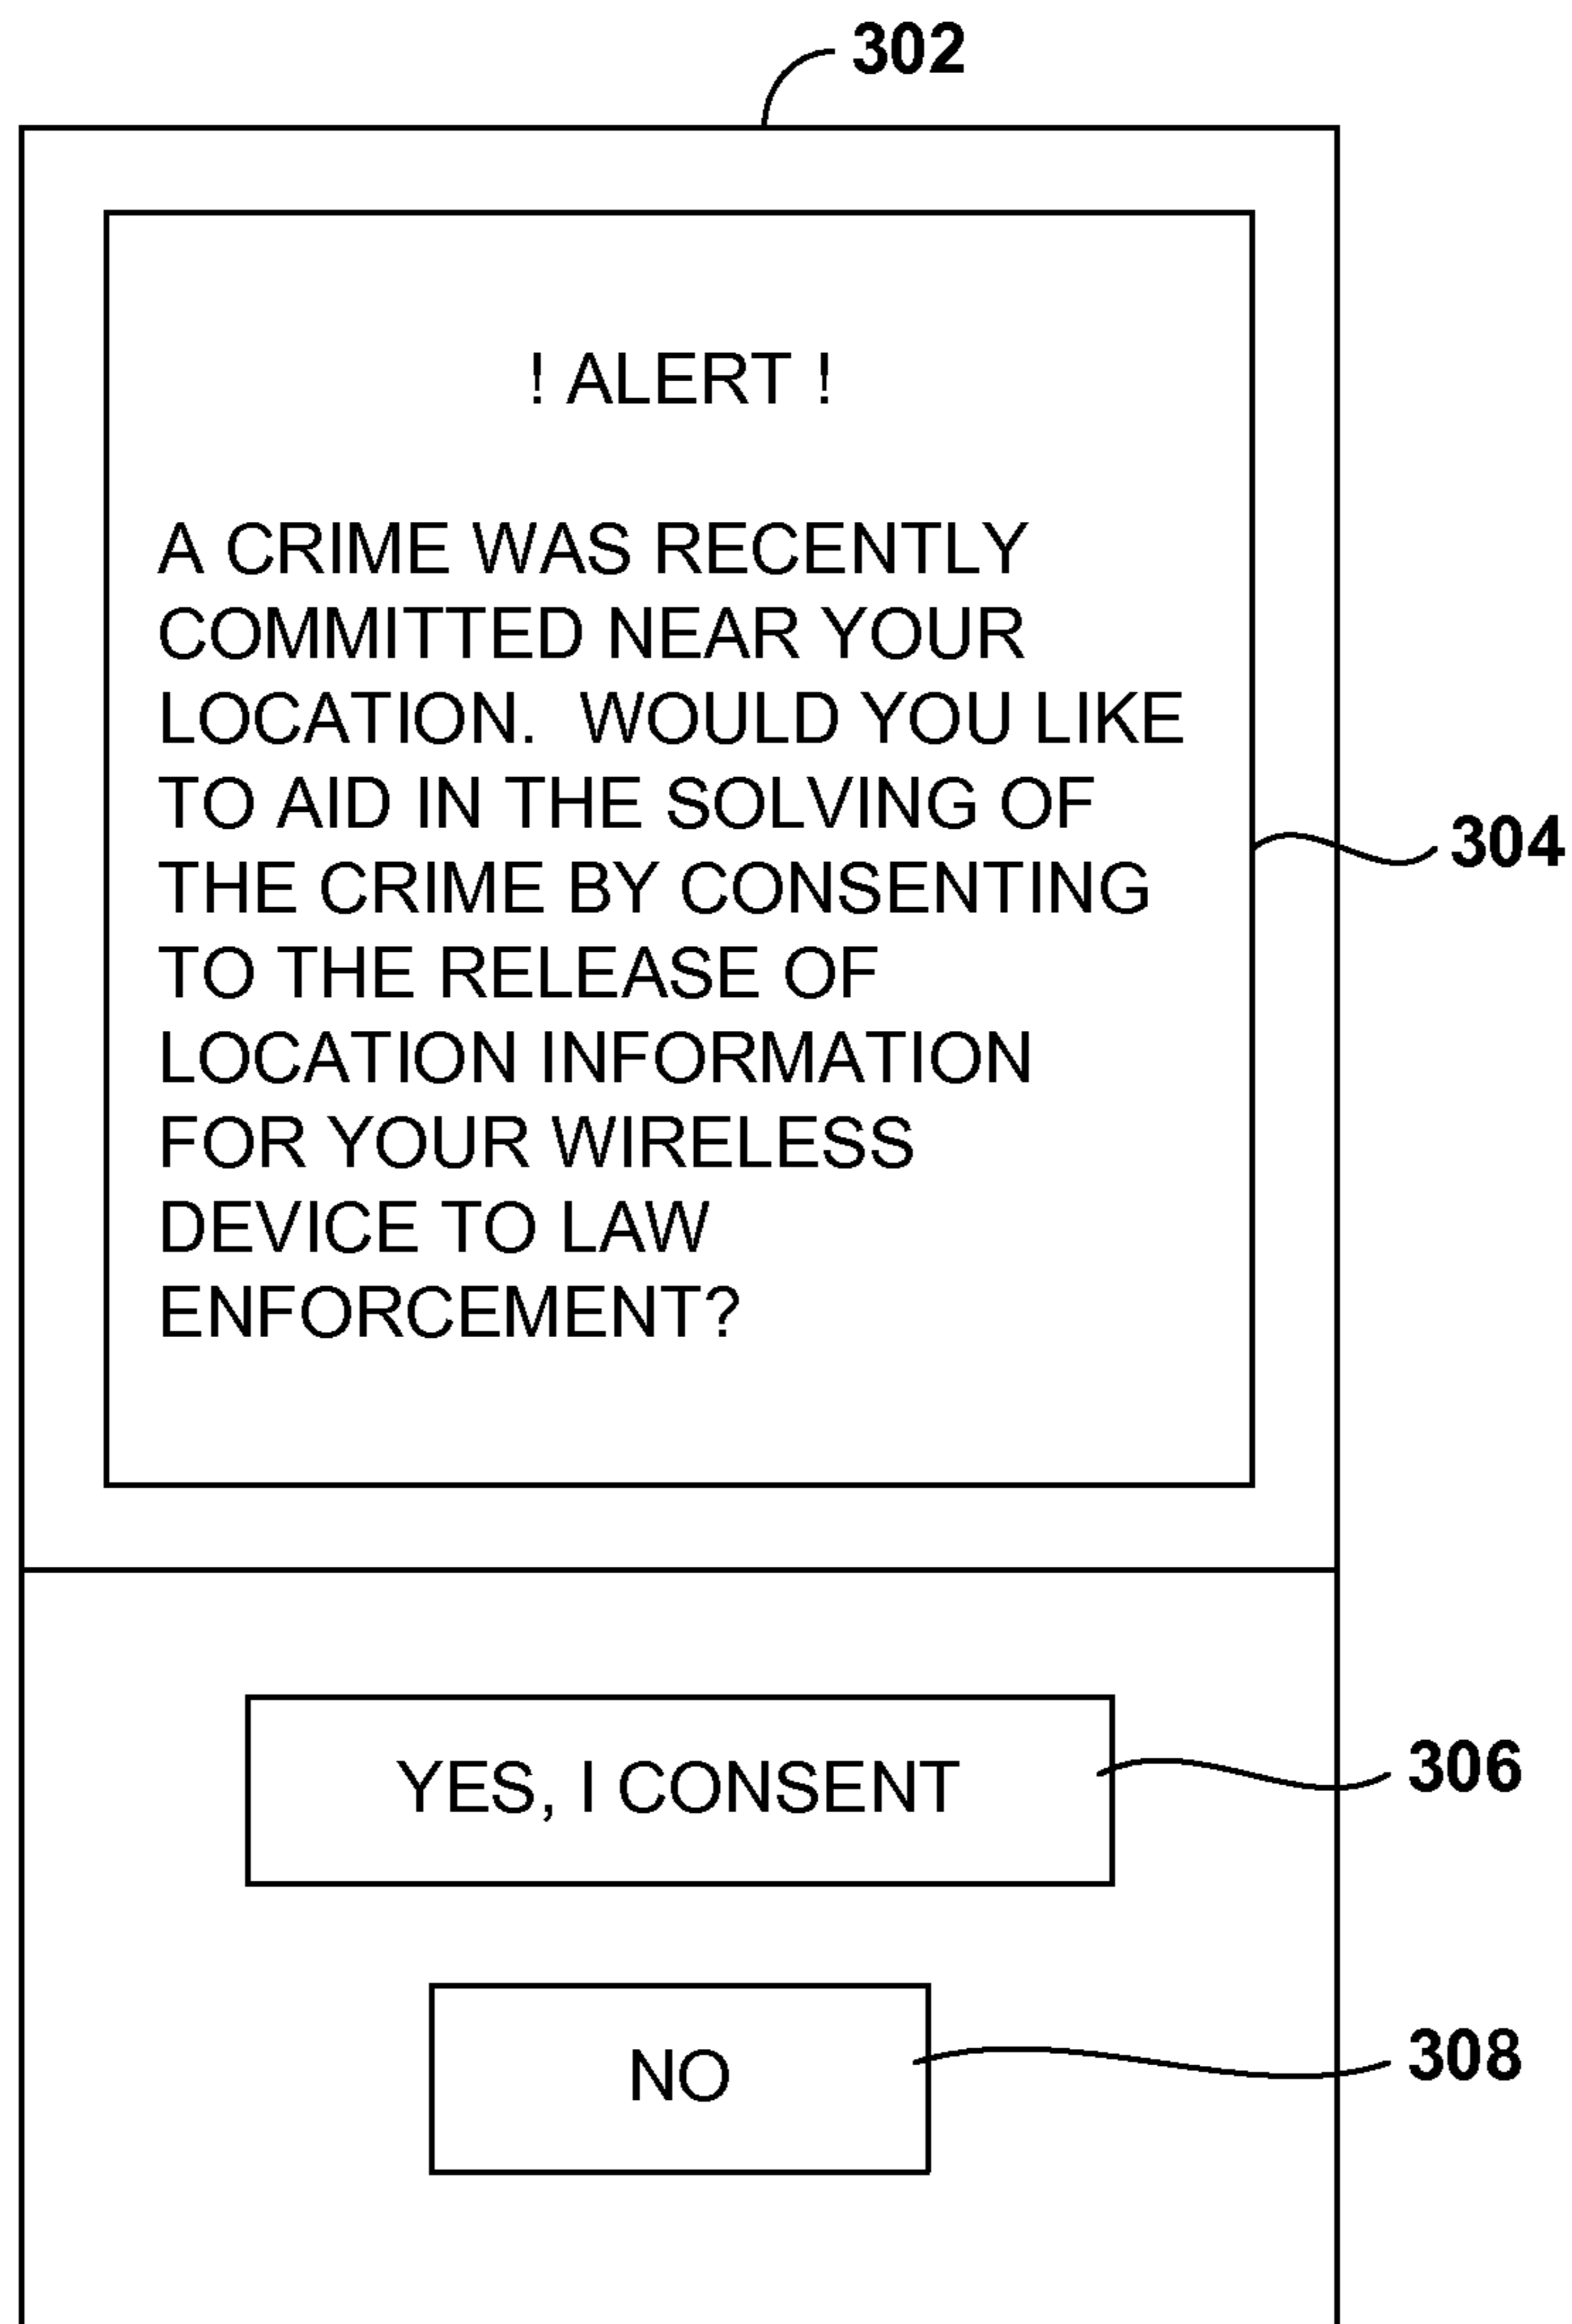 302
! ALERT !
A CRIME WAS RECENTLY
COMMITTED NEAR YOUR
LOCATION.  WOULD YOU LIKE
TO AID IN THE SOLVING OF
THE CRIME BY CONSENTING
TO THE RELEASE OF
LOCATION INFORMATION
FOR YOUR WIRELESS
DEVICE TO LAW
ENFORCEMENT?
304
YES, I CONSENT
306
NO
308